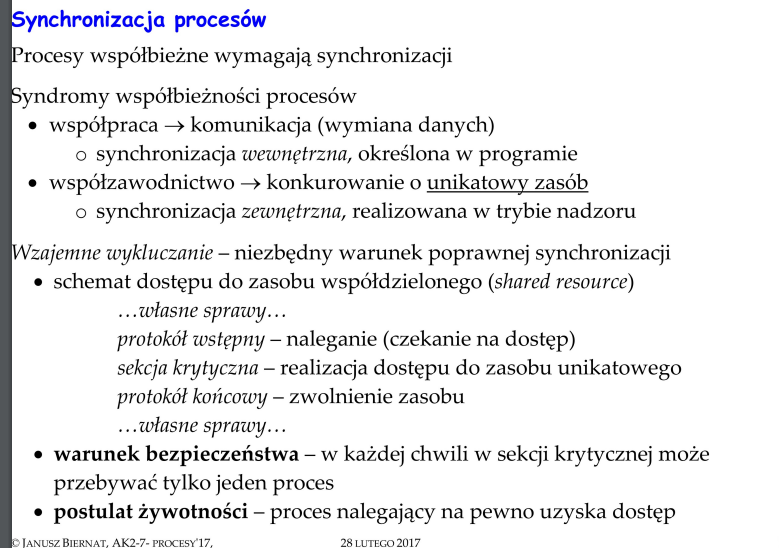 Synchronizacja procesów
Procesy współbieżne wymagają synchronizacji
Syndromy współbieżności procesów
• współpraca → komunikacja (wymiana danych)
o synchronizacja wewnętrzna, określona w programie
• współzawodnictwo → konkurowanie o unikatowy zasób
o synchronizacja zewnętrzna, realizowana w trybie nadzoru
Wzajemne wykluczanie – niezbędny warunek poprawnej synchronizacji
• schemat dostępu do zasobu współdzielonego (shared resource)
…własne sprawy…
protokół wstępny – naleganie (czekanie na dostęp)
sekcja krytyczna – realizacja dostępu do zasobu unikatowego
protokół końcowy – zwolnienie zasobu
…własne sprawy…
• warunek bezpieczeństwa – w każdej chwili w sekcji krytycznej może
przebywać tylko jeden proces
• postulat żywotności – proces nalegający na pewno uzyska dostęp
© JANUSZ BIERNAT, AK2-7- PROCESY'17, 28 LUTEGO 2017